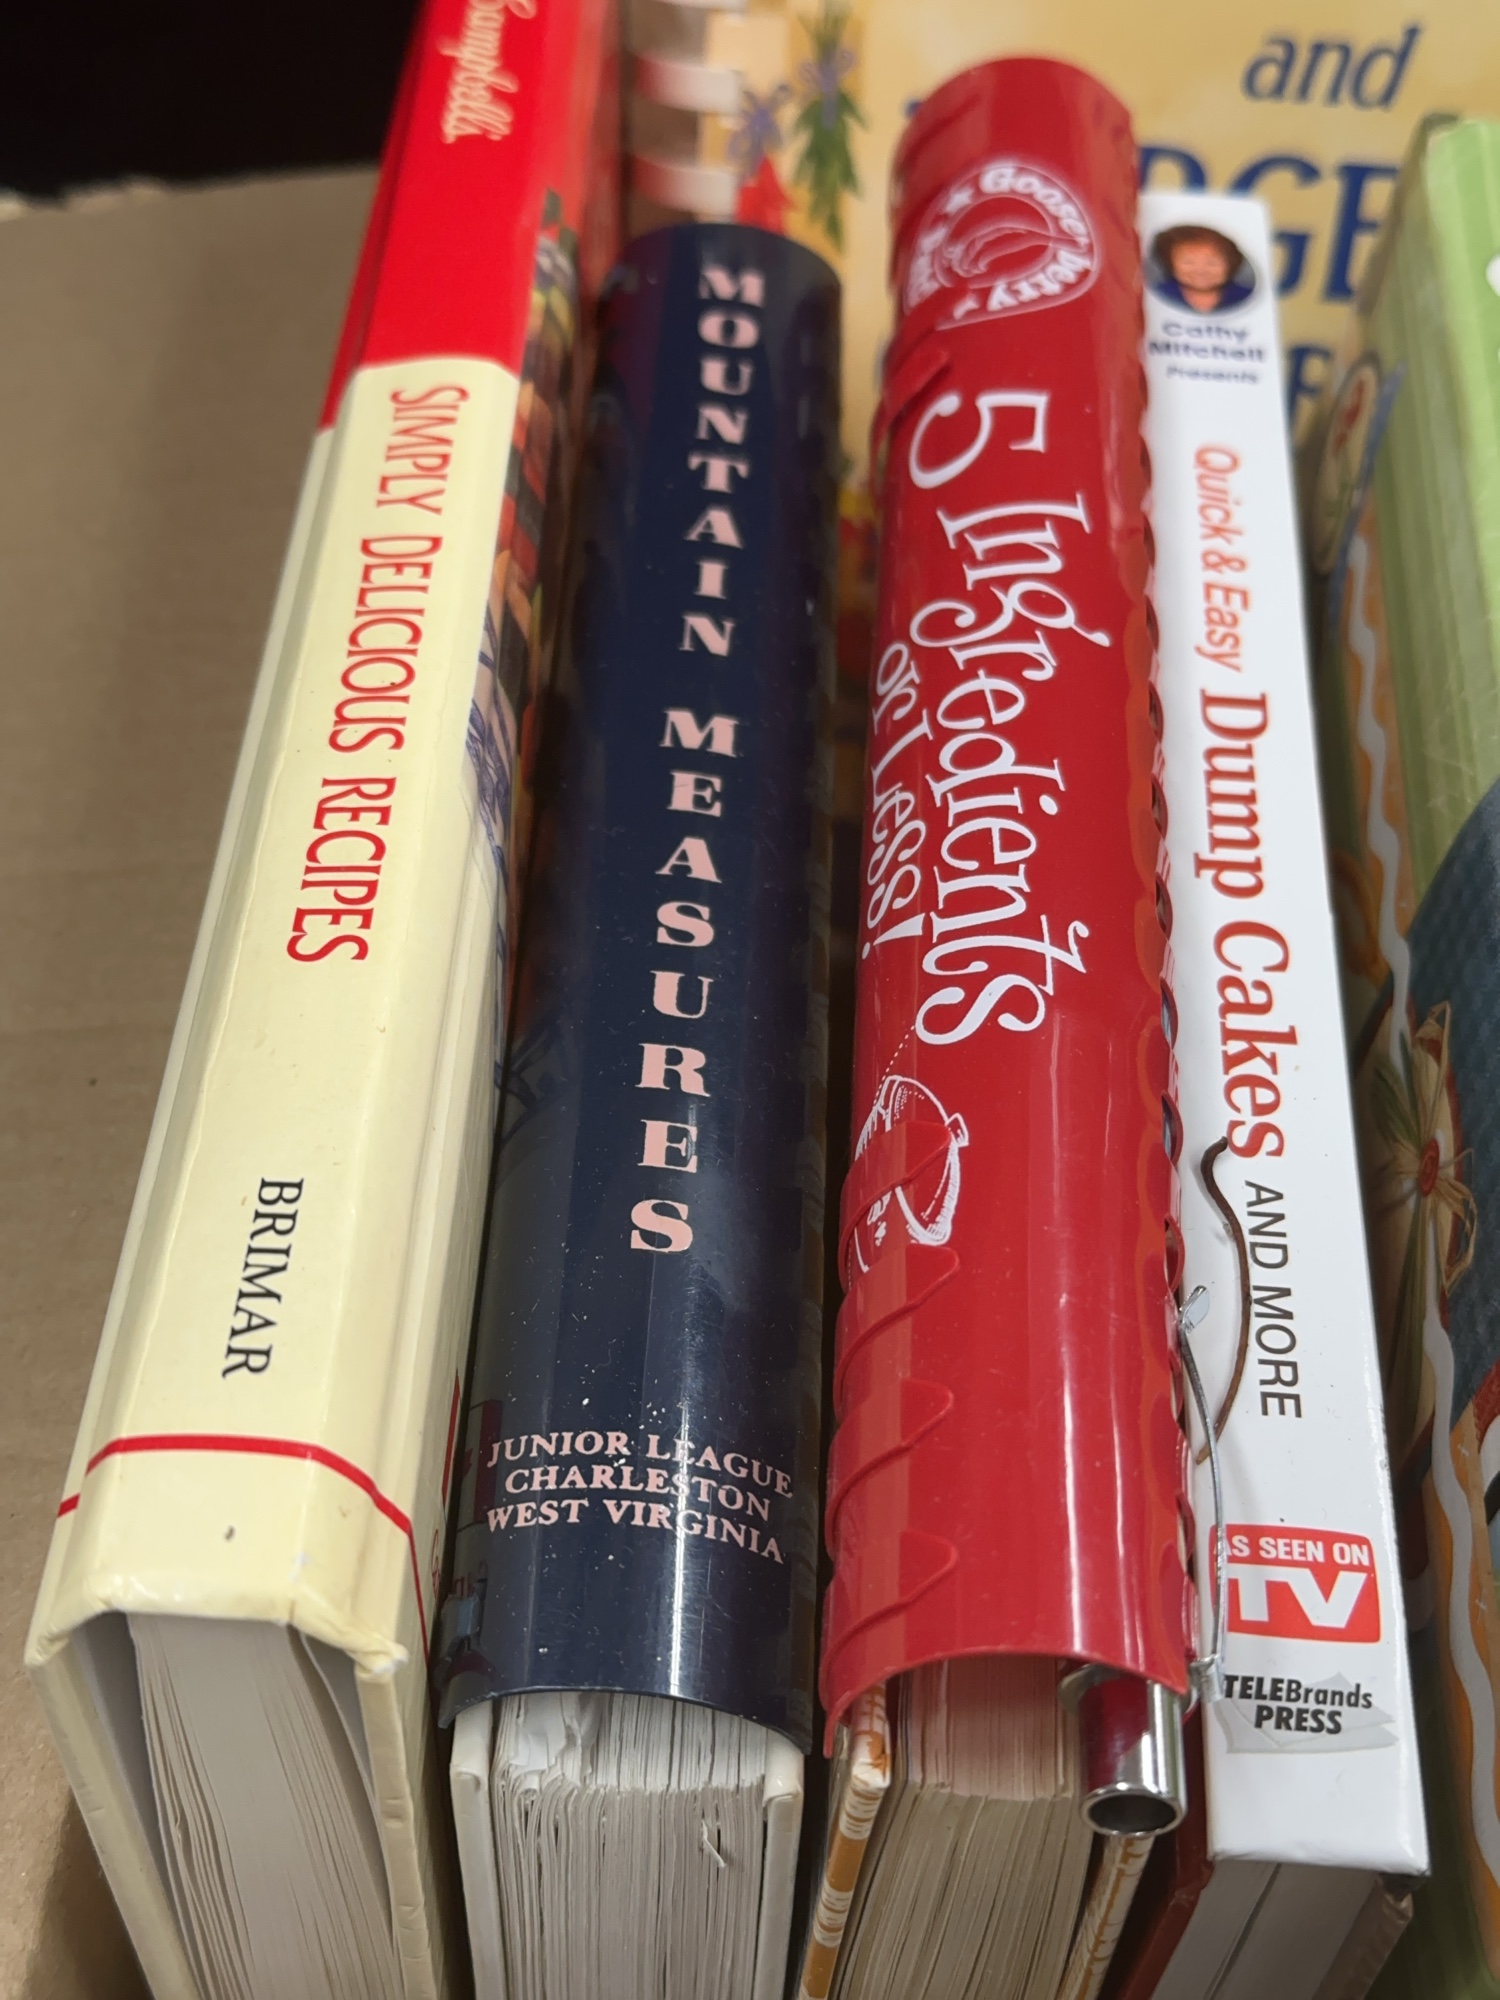 Campbell's
SIMPLY DELICIOUS RECIPES
BRIMAR
MOUNTAIN MEASURES
JUNIOR LEAGUE
CHARLESTON
WEST VIRGINIA
Gooseberry
5 Ingredients
or Less!
Cathy
Mitchell
Presents
Quick & Easy Dump Cakes AND MORE
AS SEEN ON
TV
TELEBrands
PRESS
and